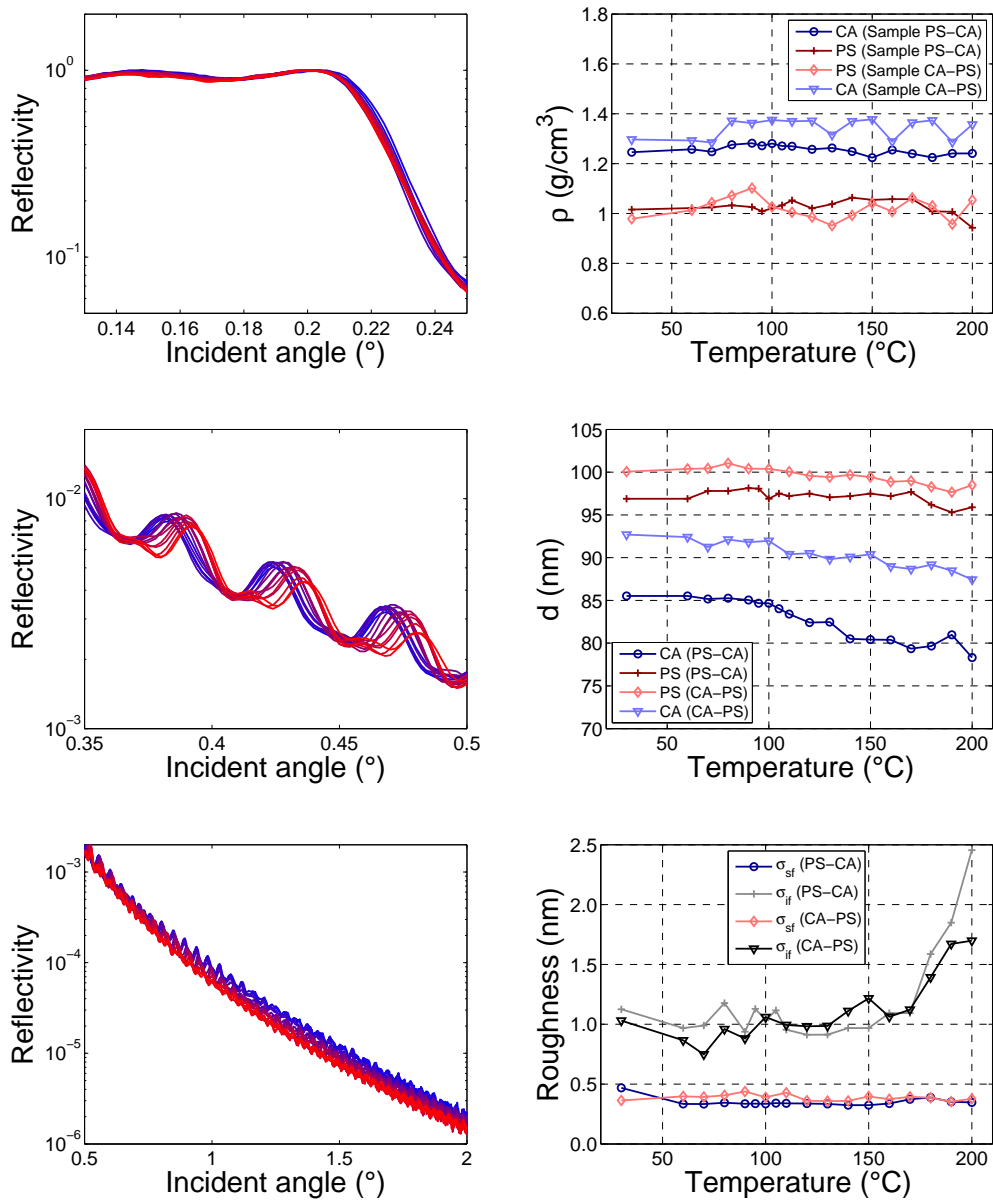 Reflectivity
10⁰
10⁻¹
0.14 0.16 0.18 0.2 0.22 0.24
Incident angle (°)
ρ (g/cm³)
1.8
1.6
1.4
1.2
1
0.8
0.6
CA (Sample PS−CA)
PS (Sample PS−CA)
PS (Sample CA−PS)
CA (Sample CA−PS)
50 100 150 200
Temperature (°C)
Reflectivity
10⁻²
10⁻³
0.35 0.4 0.45 0.5
Incident angle (°)
d (nm)
105
100
95
90
85
80
75
70
CA (PS−CA)
PS (PS−CA)
PS (CA−PS)
CA (CA−PS)
50 100 150 200
Temperature (°C)
Reflectivity
10⁻³
10⁻⁴
10⁻⁵
10⁻⁶
0.5 1 1.5 2
Incident angle (°)
Roughness (nm)
2.5
2.0
1.5
1.0
0.5
0.0
σsf (PS−CA)
σif (PS−CA)
σsf (CA−PS)
σif (CA−PS)
50 100 150 200
Temperature (°C)